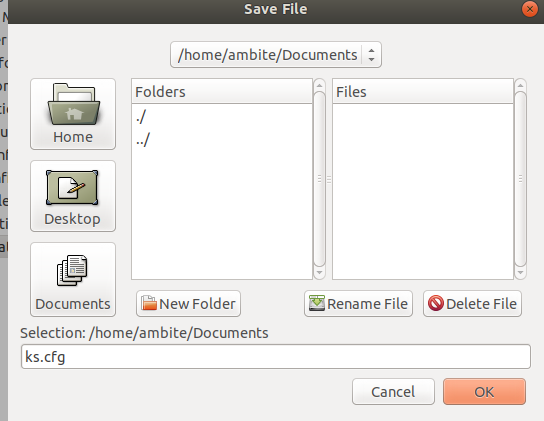 Save File
/home/ambite/Documents
Home
Desktop
Documents
Folders
./
../
Files
New Folder
Rename File
Delete File
Selection: /home/ambite/Documents
ks.cfg
Cancel
OK